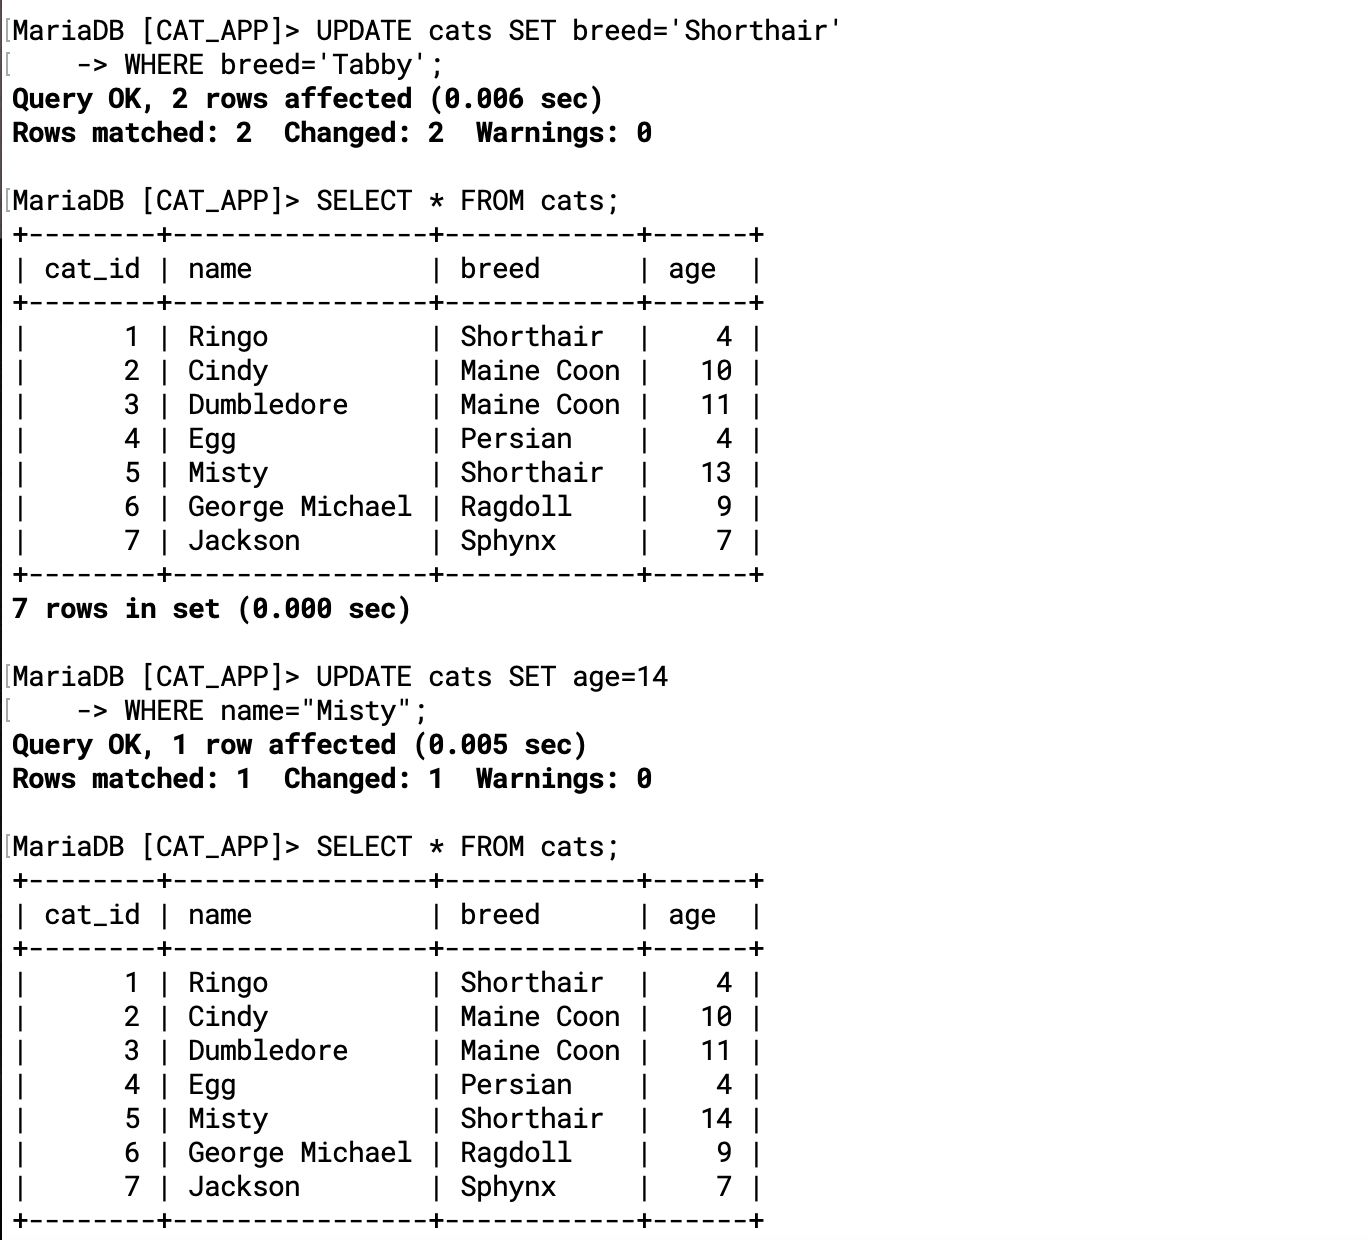 MariaDB [CAT_APP]> UPDATE cats SET breed='Shorthair'
    -> WHERE breed='Tabby';
Query OK, 2 rows affected (0.006 sec)
Rows matched: 2  Changed: 2  Warnings: 0

MariaDB [CAT_APP]> SELECT * FROM cats;
+--------+----------------+------------+------+
| cat_id | name           | breed      | age  |
+--------+----------------+------------+------+
|      1 | Ringo          | Shorthair  |    4 |
|      2 | Cindy          | Maine Coon |   10 |
|      3 | Dumbledore     | Maine Coon |   11 |
|      4 | Egg            | Persian    |    4 |
|      5 | Misty          | Shorthair  |   13 |
|      6 | George Michael | Ragdoll    |    9 |
|      7 | Jackson        | Sphynx     |    7 |
+--------+----------------+------------+------+
7 rows in set (0.000 sec)

MariaDB [CAT_APP]> UPDATE cats SET age=14
    -> WHERE name="Misty";
Query OK, 1 row affected (0.005 sec)
Rows matched: 1  Changed: 1  Warnings: 0

MariaDB [CAT_APP]> SELECT * FROM cats;
+--------+----------------+------------+------+
| cat_id | name           | breed      | age  |
+--------+----------------+------------+------+
|      1 | Ringo          | Shorthair  |    4 |
|      2 | Cindy          | Maine Coon |   10 |
|      3 | Dumbledore     | Maine Coon |   11 |
|      4 | Egg            | Persian    |    4 |
|      5 | Misty          | Shorthair  |   14 |
|      6 | George Michael | Ragdoll    |    9 |
|      7 | Jackson        | Sphynx     |    7 |
+--------+----------------+------------+------+